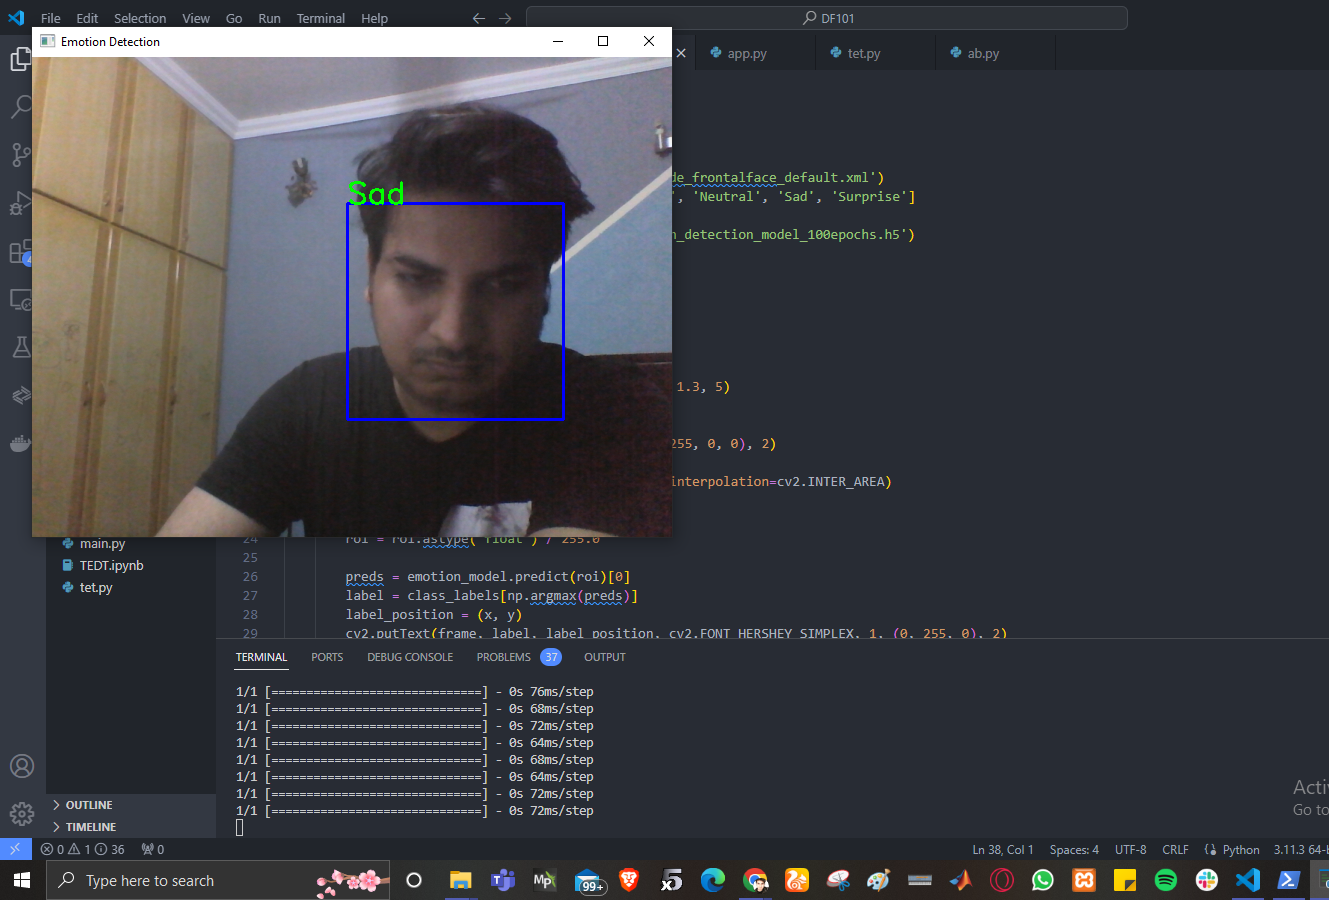 File Edit Selection View Go Run Terminal Help
DF101
Emotion Detection
app.py
tet.py
ab.py
Sad
_frontalface_default.xml')
, 'Neutral', 'Sad', 'Surprise']
_detection_model_100epochs.h5')
1.3, 5)
255, 0, 0), 2)
interpolation=cv2.INTER_AREA)
main.py
TEDT.ipynb
tet.py
24 roi = roi.astype('float') / 255.0
25
26 preds = emotion_model.predict(roi)[0]
27 label = class_labels[np.argmax(preds)]
28 label_position = (x, y)
29 cv2.putText(frame, label, label_position, cv2.FONT_HERSHEY_SIMPLEX, 1, (0, 255, 0), 2)
TERMINAL PORTS DEBUG CONSOLE PROBLEMS 37 OUTPUT
1/1 [==============================] - 0s 76ms/step
1/1 [==============================] - 0s 68ms/step
1/1 [==============================] - 0s 72ms/step
1/1 [==============================] - 0s 64ms/step
1/1 [==============================] - 0s 68ms/step
1/1 [==============================] - 0s 64ms/step
1/1 [==============================] - 0s 72ms/step
1/1 [==============================] - 0s 72ms/step
Go to
OUTLINE
TIMELINE
0 1 36 0
Ln 38, Col 1 Spaces: 4 UTF-8 CRLF Python 3.11.3 64-b
Type here to search
99+